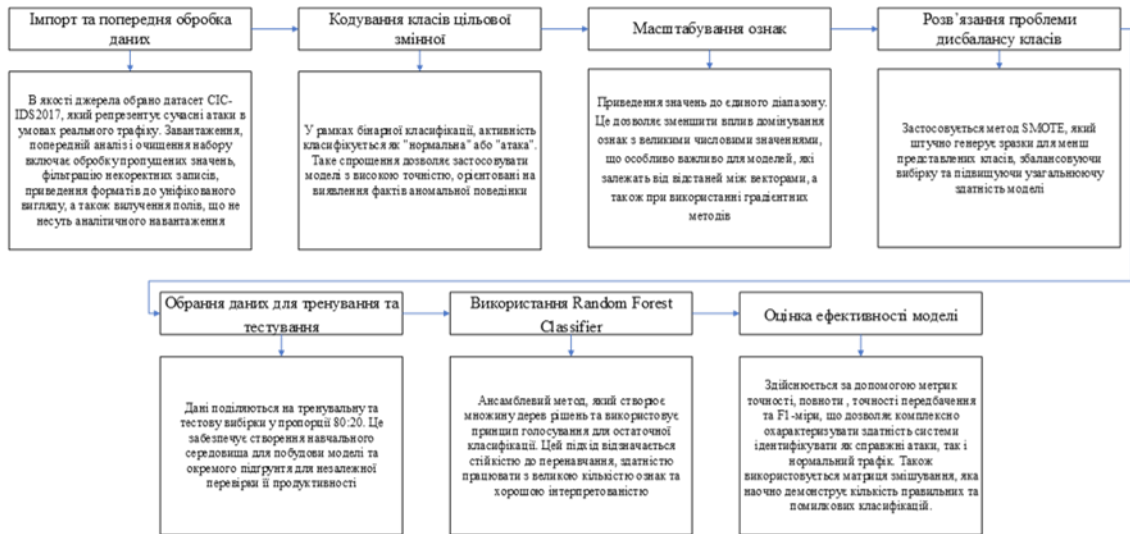 Імпорт та попередня обробка
даних
В якості джерела обрано датасет CIC-
IDS2017, який репрезентує сучасні атаки в
умовах реального трафіку. Завантаження,
попередній аналіз і очищення набору
включає обробку пропущених значень,
фільтрацію некоректних записів,
приведення форматів до уніфікованого
вигляду, а також вилучення полів, що не
несуть аналітичного навантаження
Кодування класів цільової
змінної
У рамках бінарної класифікації, активність
класифікується як "нормальна" або "атака".
Таке спрощення дозволяє застосовувати
моделі з високою точністю, орієнтовані на
виявлення фактів аномальної поведінки
Масштабування ознак
Приведення значень до єдиного діапазону.
Це дозволяє зменшити вплив домінування
ознак з великими числовими значеннями,
що особливо важливо для моделей, які
залежать від відстаней між векторами, а
також при використанні градієнтних
методів
Розв’язання проблеми
дисбалансу класів
Застосовується метод SMOTE, який
штучно генерує зразки для менш
представлених класів, збалансовуючи
вибірку та підвищуючи узагальнюючу
здатність моделі
Обрання даних для тренування та
тестування
Дані поділяються на тренувальну та
тестову вибірки у пропорції 80:20. Це
забезпечує створення навчального
середовища для побудови моделі та
окремого підґрунтя для незалежної
перевірки її продуктивності
Використання Random Forest
Classifier
Ансамблевий метод, який створює
множину дерев рішень та використовує
принцип голосування для остаточної
класифікації. Цей підхід відзначається
стійкістю до перенавчання, здатністю
працювати з великою кількістю ознак та
хорошою інтерпретованістю
Оцінка ефективності моделі
Здійснюється за допомогою метрик
точності, повноти , точності передбачення
та F1-міри, що дозволяє комплексно
охарактеризувати здатність системи
ідентифікувати як справжні атаки, так і
нормальний трафік. Також
використовується матриця змішування, яка
наочно демонструє кількість правильних та
помилкових класифікацій.